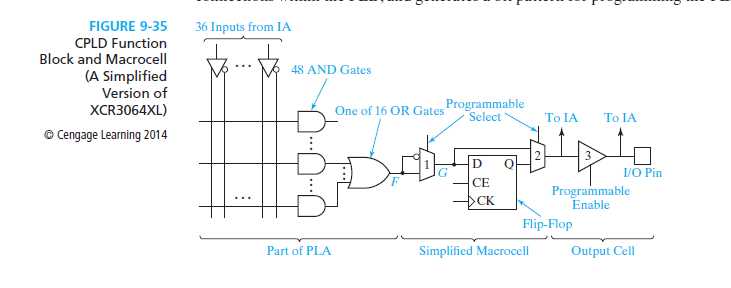 FIGURE 9-35
CPLD Function
Block and Macrocell
(A Simplified
Version of
XCR3064XL)
© Cengage Learning 2014
36 Inputs from IA
48 AND Gates
One of 16 OR Gates
Programmable
Select
To IA
To IA
1
G
F
D
Q
CE
CK
2
3
I/O Pin
Programmable
Enable
Flip-Flop
Part of PLA
Simplified Macrocell
Output Cell